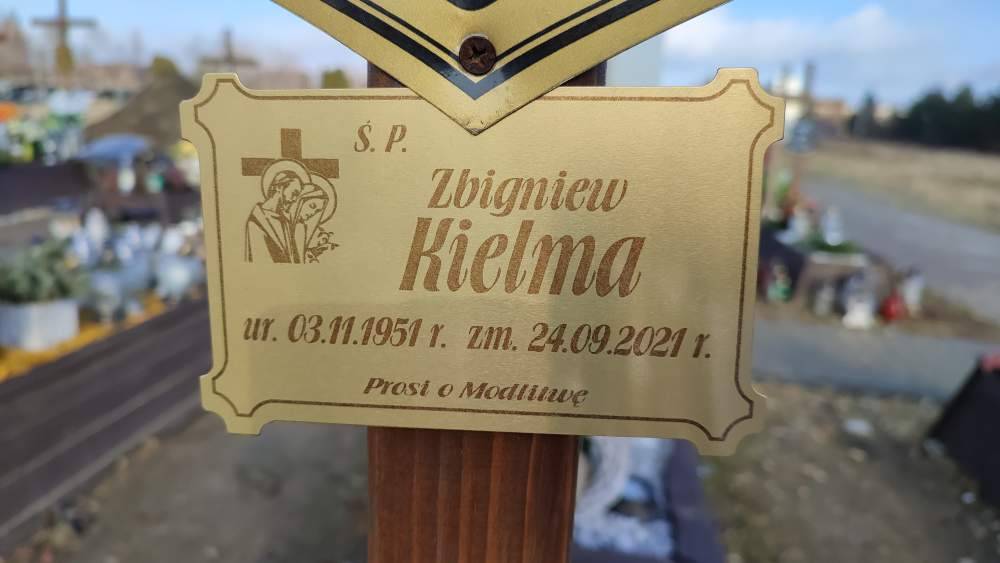 Ś. P.
Zbigniew
Kielma
ur. 03.11.1951 r. zm. 24.09.2021 r.
Prosi o Modlitwę